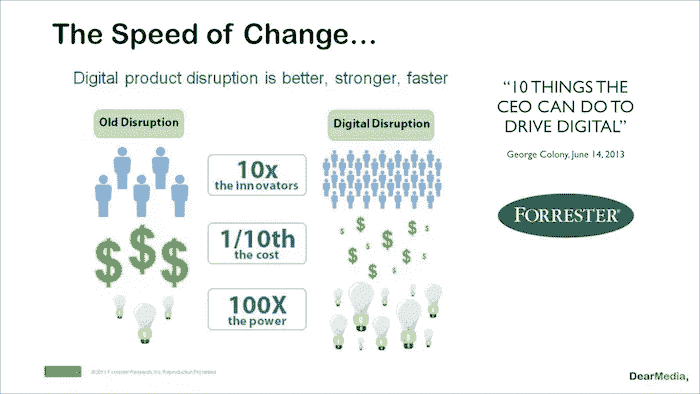 The Speed of Change...
Digital product disruption is better, stronger, faster
Old Disruption
10x
the innovators
1/10th
the cost
100X
the power
Digital Disruption
“10 THINGS THE
CEO CAN DO TO
DRIVE DIGITAL”
George Colony, June 14, 2013
FORRESTER®
Forrester Research, Inc. Reproduction Prohibited
DearMedia,